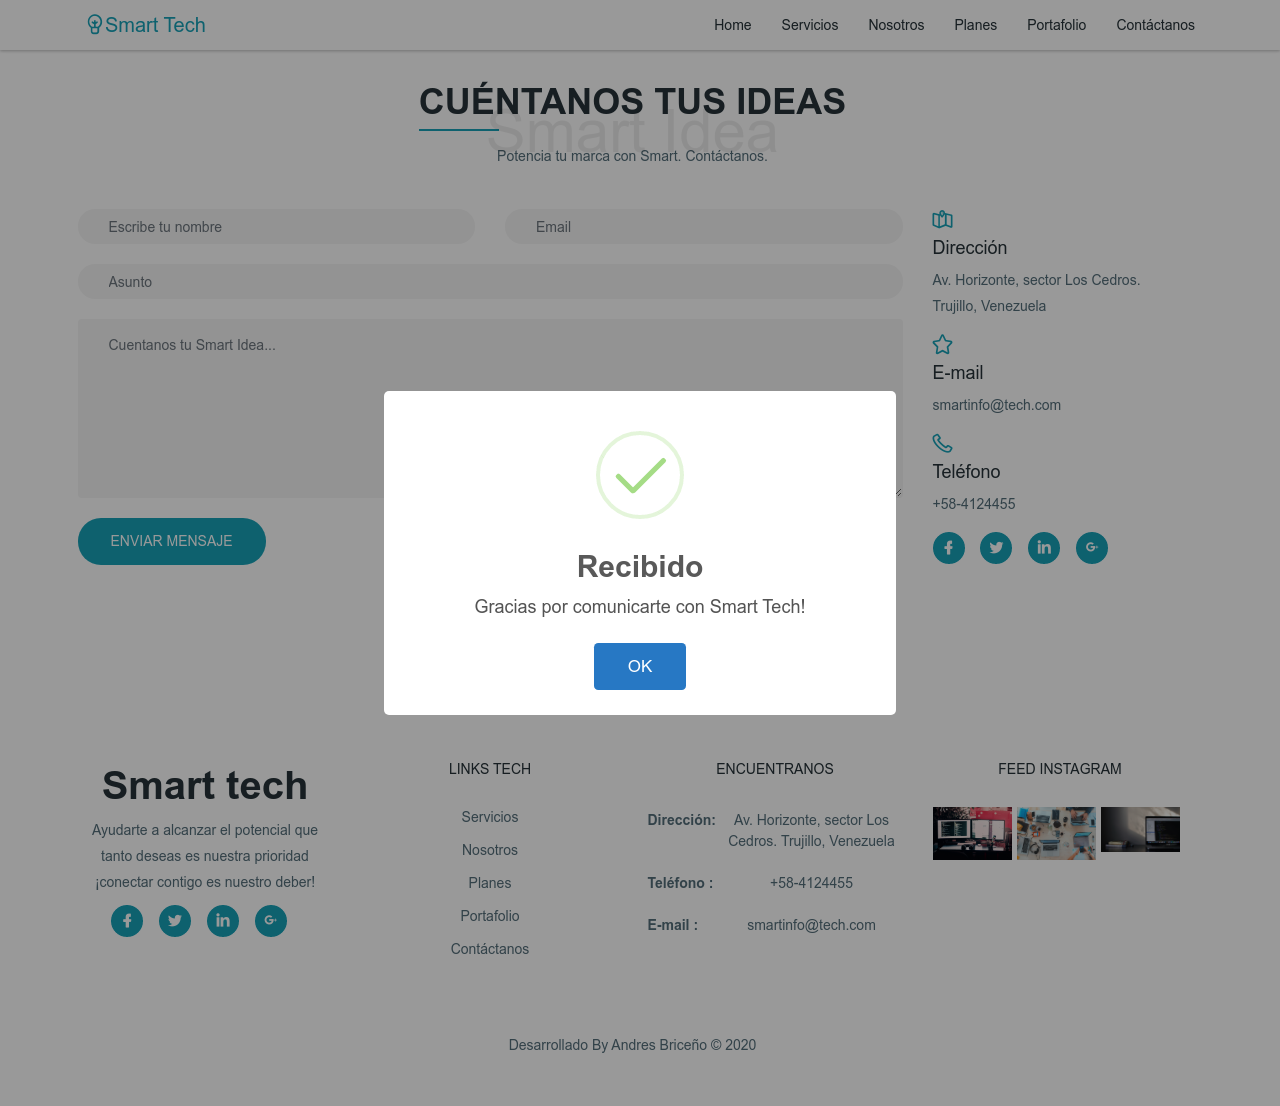 Smart Tech
Home
Servicios
Nosotros
Planes
Portafolio
Contáctanos
CUÉNTANOS TUS IDEAS
Smart Idea
Potencia tu marca con Smart. Contáctanos.
Escribe tu nombre
Email
Asunto
Cuentanos tu Smart Idea...
ENVIAR MENSAJE
Dirección
Av. Horizonte, sector Los Cedros.
Trujillo, Venezuela
E-mail
smartinfo@tech.com
Teléfono
+58-4124455
Recibido
Gracias por comunicarte con Smart Tech!
OK
Smart tech
Ayudarte a alcanzar el potencial que
tanto deseas es nuestra prioridad
¡conectar contigo es nuestro deber!
LINKS TECH
Servicios
Nosotros
Planes
Portafolio
Contáctanos
ENCUENTRANOS
Dirección: Av. Horizonte, sector Los
Cedros. Trujillo, Venezuela
Teléfono : +58-4124455
E-mail : smartinfo@tech.com
FEED INSTAGRAM
Desarrollado By Andres Briceño © 2020